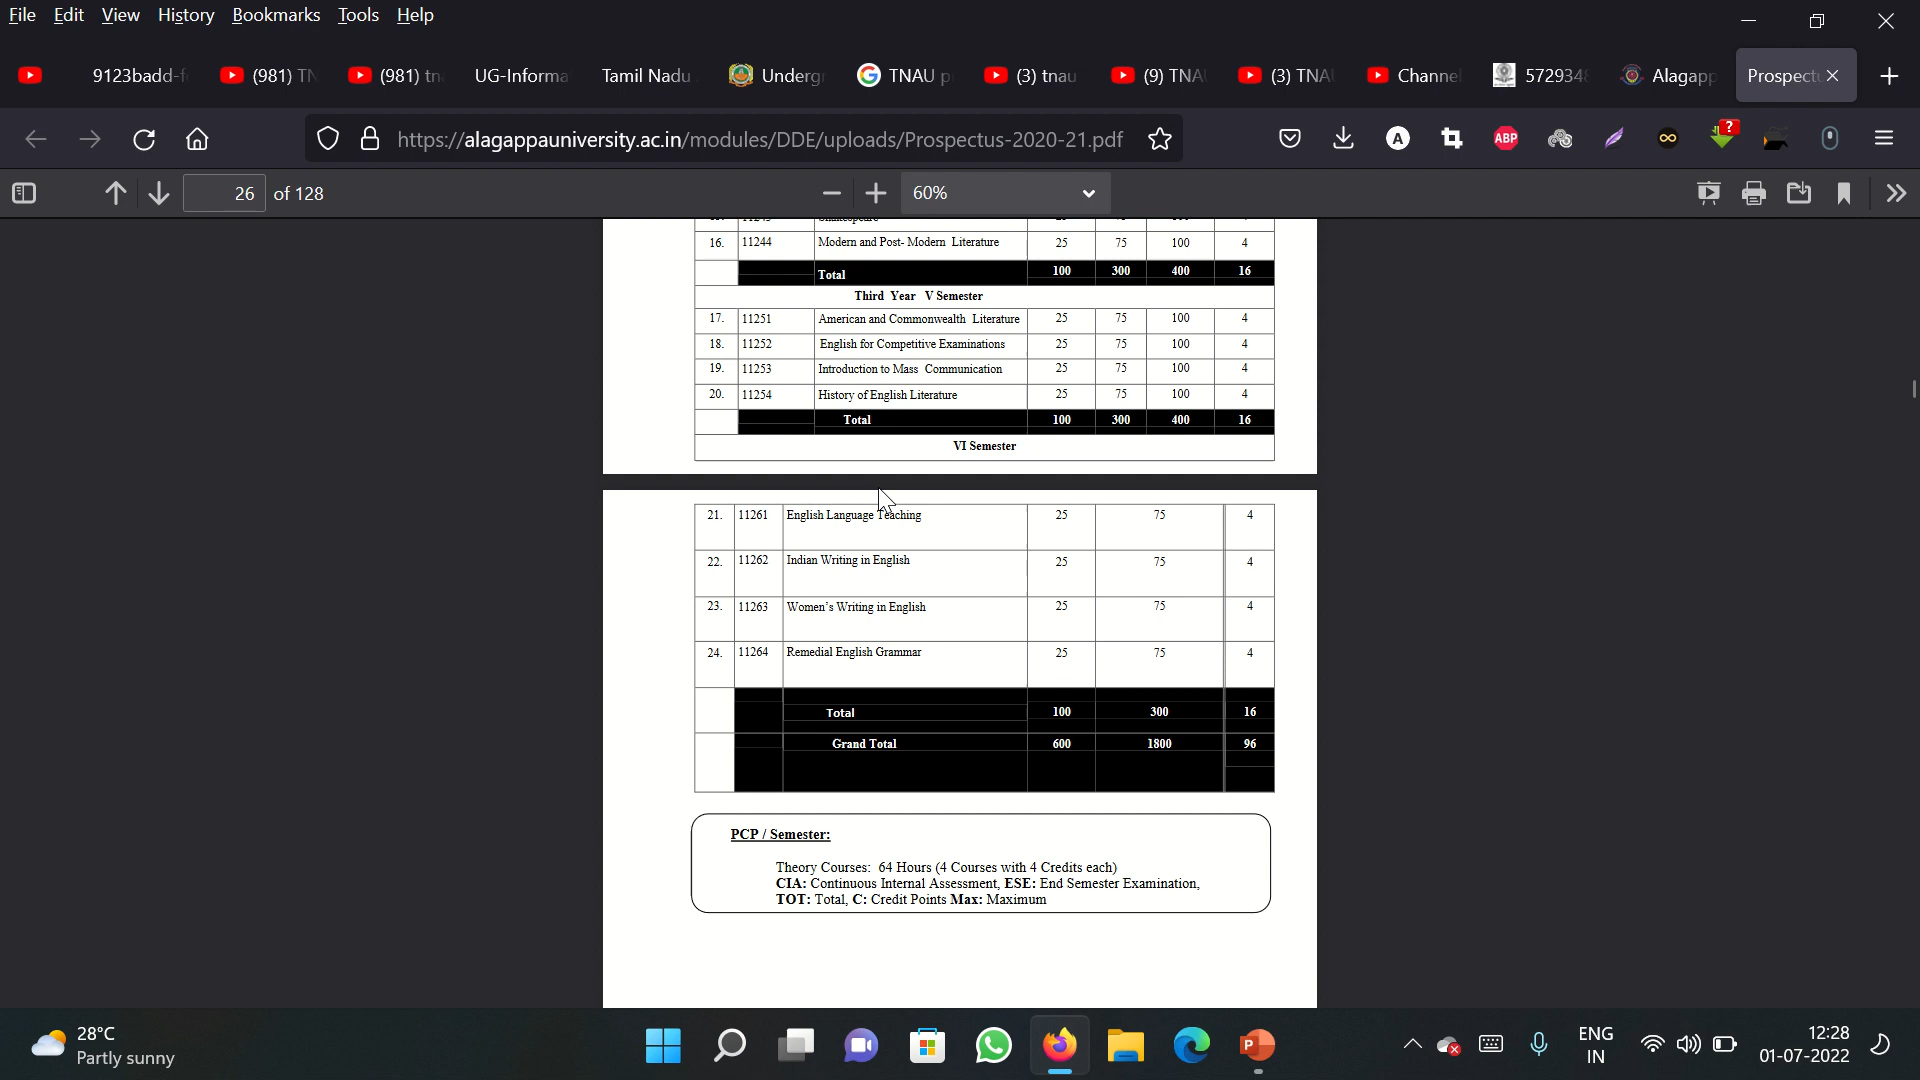 File Edit View History Bookmarks Tools Help
9123badd-f (981) TN (981) tn UG-Informa Tamil Nadu Undergr TNAU p (3) tnau (9) TNAU (3) TNAU Channel 5729348 Alagapp Prospect
https://alagappauniversity.ac.in/modules/DDE/uploads/Prospectus-2020-21.pdf
ABP
26 of 128 60%
16. 11244 Modern and Post- Modern Literature 25 75 100 4
Total 100 300 400 16
Third Year V Semester
17. 11251 American and Commonwealth Literature 25 75 100 4
18. 11252 English for Competitive Examinations 25 75 100 4
19. 11253 Introduction to Mass Communication 25 75 100 4
20. 11254 History of English Literature 25 75 100 4
Total 100 300 400 16
VI Semester
21. 11261 English Language Teaching 25 75 4
22. 11262 Indian Writing in English 25 75 4
23. 11263 Women's Writing in English 25 75 4
24. 11264 Remedial English Grammar 25 75 4
Total 100 300 16
Grand Total 600 1800 96
PCP / Semester:
Theory Courses: 64 Hours (4 Courses with 4 Credits each)
CIA: Continuous Internal Assessment, ESE: End Semester Examination,
TOT: Total, C: Credit Points Max: Maximum
28°C
Partly sunny
ENG
IN
12:28
01-07-2022